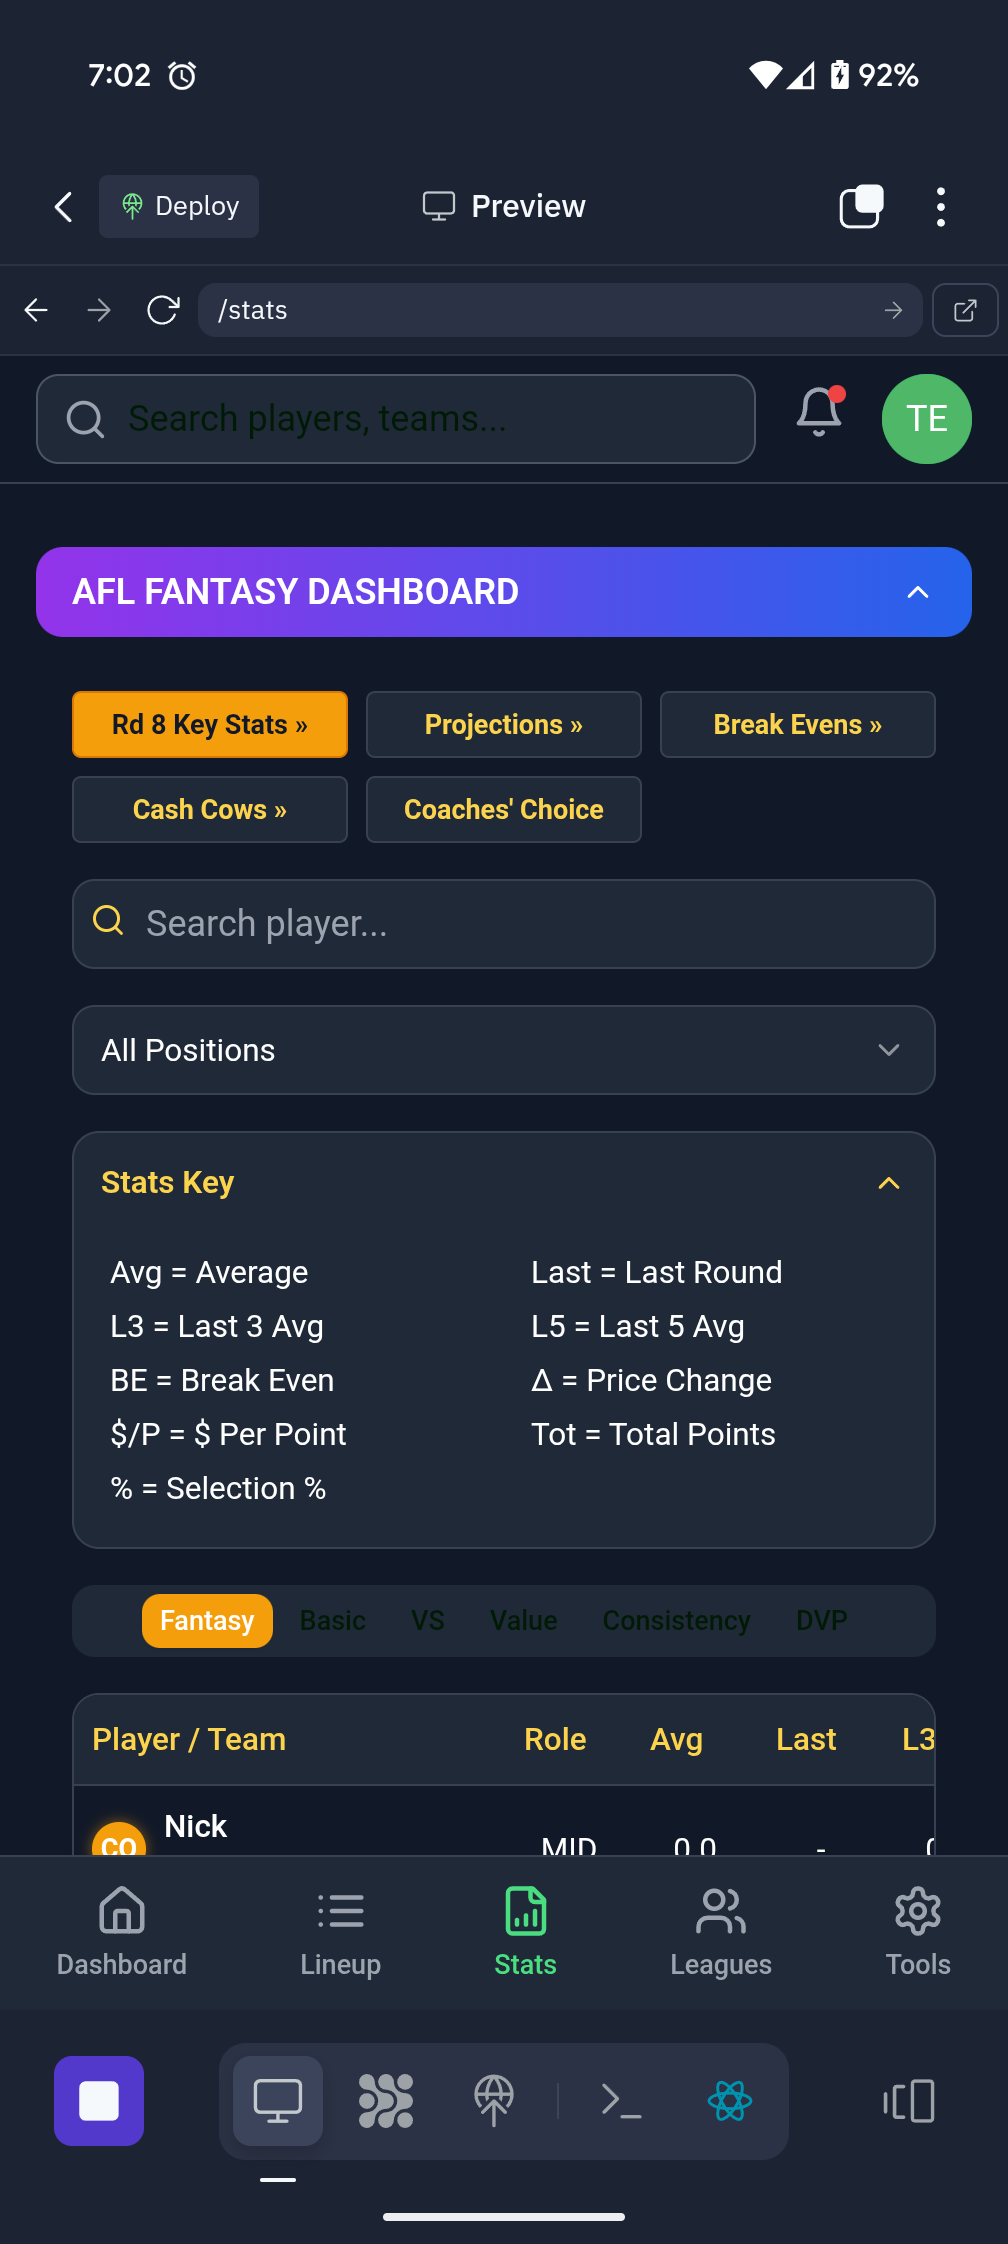 7:02 92%
Deploy Preview
/stats
Search players, teams... TE
AFL FANTASY DASHBOARD
Rd 8 Key Stats » Projections » Break Evens »
Cash Cows » Coaches' Choice
Search player...
All Positions
Stats Key
Avg = Average Last = Last Round
L3 = Last 3 Avg L5 = Last 5 Avg
BE = Break Even Δ = Price Change
$/P = $ Per Point Tot = Total Points
% = Selection %
Fantasy Basic VS Value Consistency DVP
Player / Team Role Avg Last L3
Nick
CO MID 0.0 -
Dashboard Lineup Stats Leagues Tools